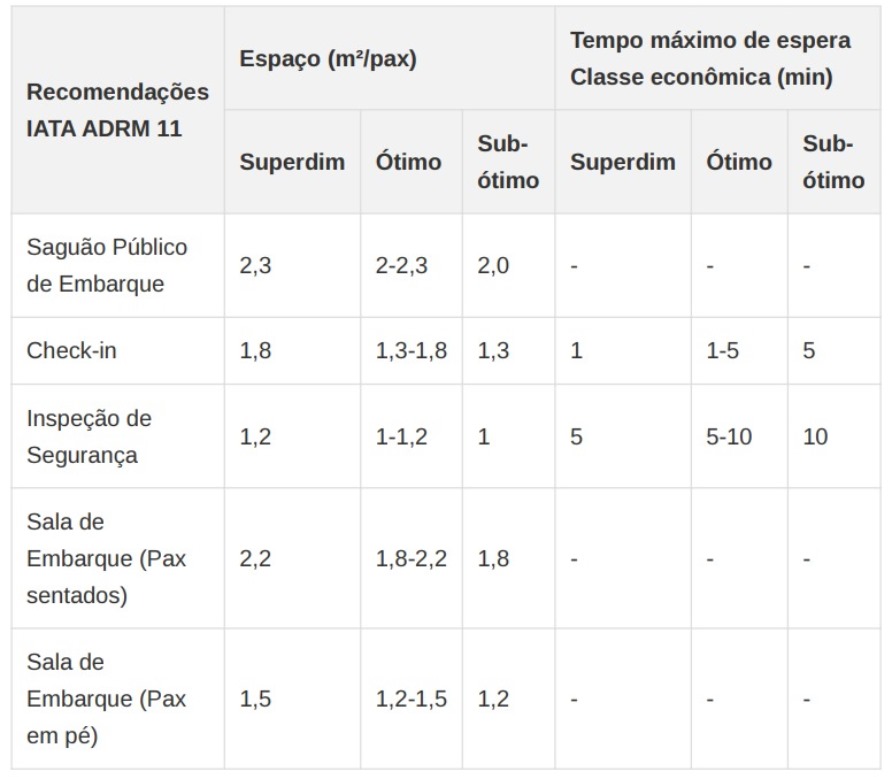 Recomendações
IATA ADRM 11
Espaço (m²/pax)
Tempo máximo de espera
Classe econômica (min)
Superdim
Ótimo
Sub-
ótimo
Superdim
Ótimo
Sub-
ótimo
Saguão Público
de Embarque
2,3
2-2,3
2,0
-
-
-
Check-in
1,8
1,3-1,8
1,3
1
1-5
5
Inspeção de
Segurança
1,2
1-1,2
1
5
5-10
10
Sala de
Embarque (Pax
sentados)
2,2
1,8-2,2
1,8
-
-
-
Sala de
Embarque (Pax
em pé)
1,5
1,2-1,5
1,2
-
-
-